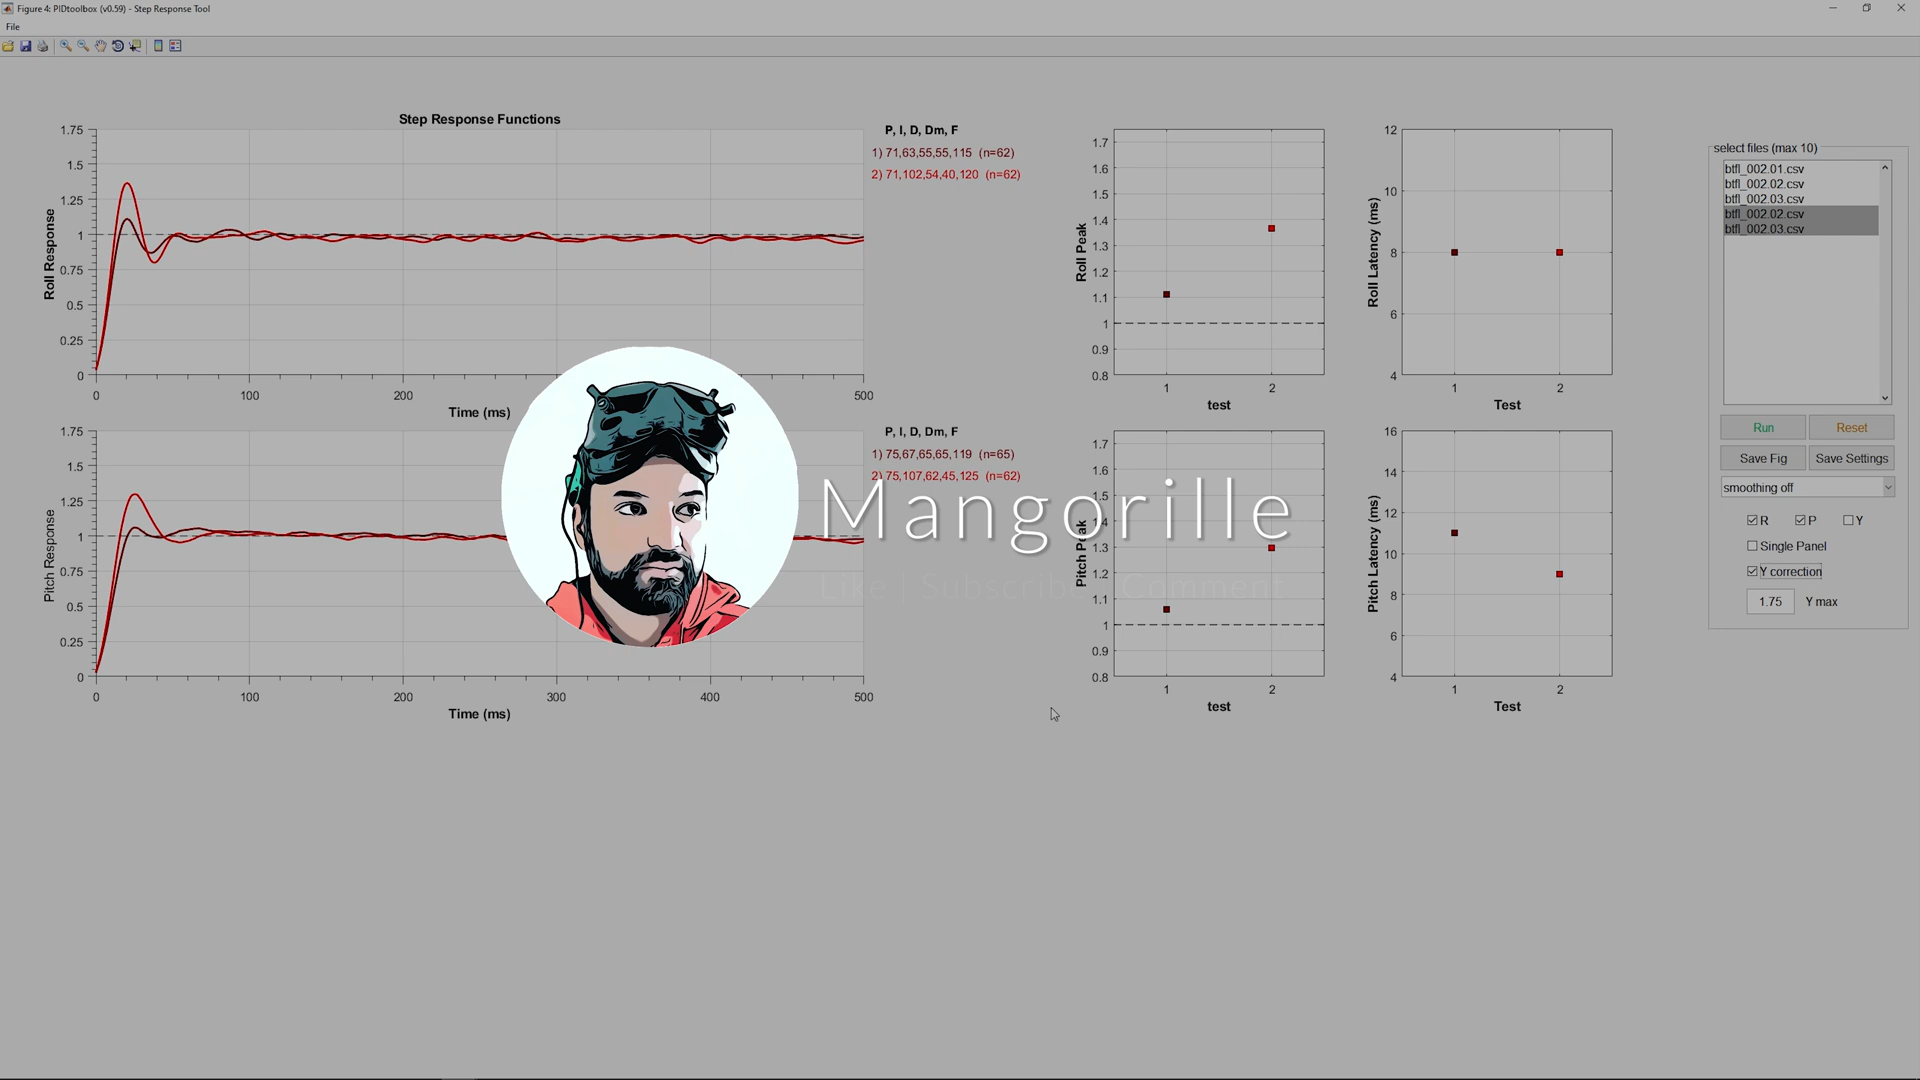 Figure 4: PIDtoolbox (v0.59) - Step Response Tool
File
Step Response Functions
1.75
1.5
1.25
1
0.75
0.5
0.25
0
Roll Response
0
100
200
500
Time (ms)
P, I, D, Dm, F
1) 71,63,55,55,115 (n=62)
2) 71,102,54,40,120 (n=62)
1.7
1.6
1.5
1.4
1.3
1.2
1.1
1
0.9
0.8
Roll Peak
1
2
test
12
10
8
6
4
Roll Latency (ms)
1
2
Test
select files (max 10)
btfl_002.01.csv
btfl_002.02.csv
btfl_002.03.csv
btfl_002.02.csv
btfl_002.03.csv
Run
Reset
Save Fig
Save Settings
smoothing off
R
P
Y
Single Panel
Y correction
1.75
Y max
1.75
1.5
1.25
1
0.75
0.5
0.25
0
Pitch Response
0
100
200
300
400
500
Time (ms)
P, I, D, Dm, F
1) 75,67,65,65,119 (n=65)
2) 75,107,62,45,125 (n=62)
Mangorille
Like | Subscribe | Comment
1.7
1.6
1.5
1.4
1.3
1.2
1.1
1
0.9
0.8
Pitch Peak
1
2
test
16
14
12
10
8
6
4
Pitch Latency (ms)
1
2
Test